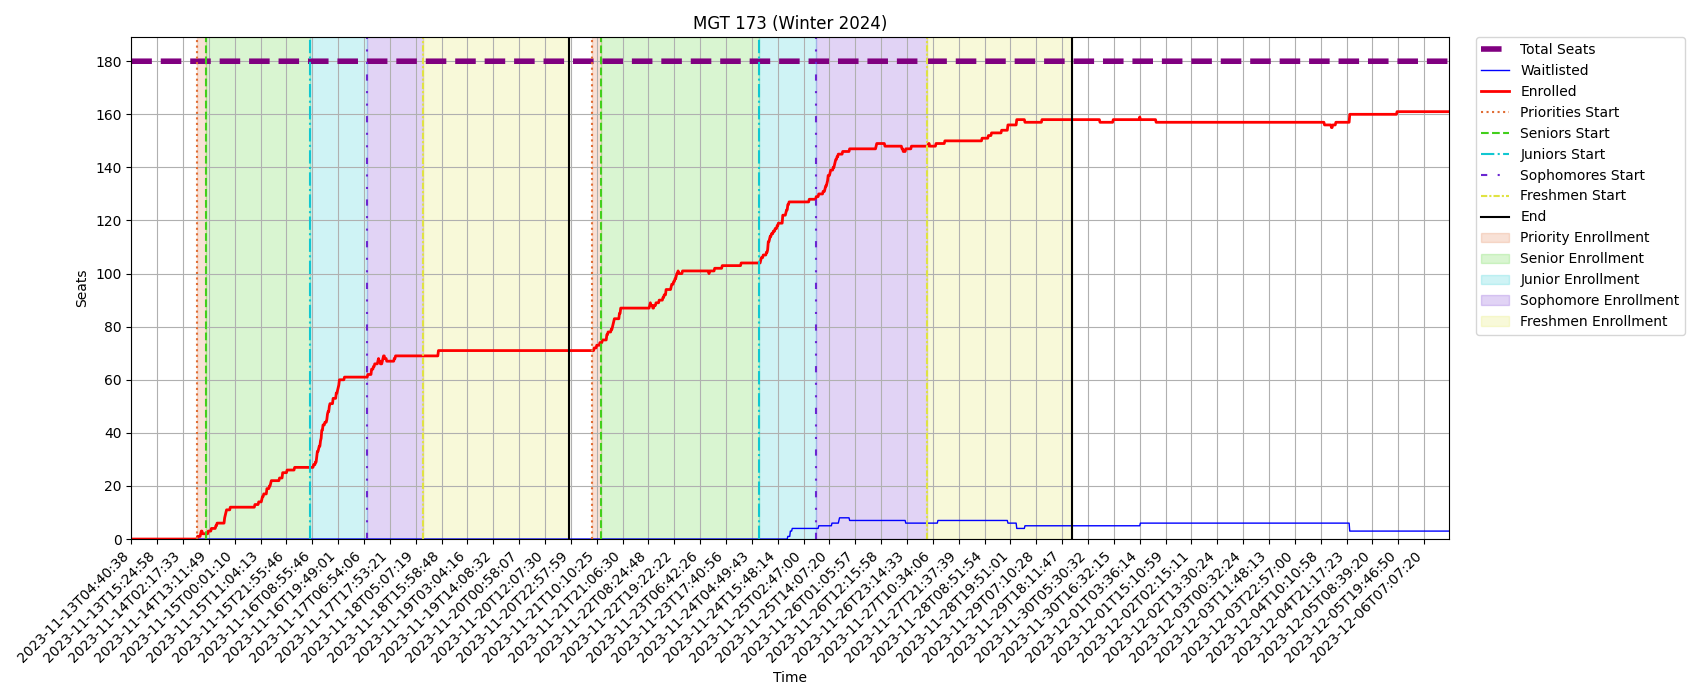 MGT 173 (Winter 2024)
Seats
180
160
140
120
100
80
60
40
20
0
2023-11-13T04:40:38
2023-11-13T15:24:58
2023-11-14T02:17:33
2023-11-14T13:11:49
2023-11-15T00:01:10
2023-11-15T11:04:13
2023-11-15T21:55:46
2023-11-16T08:55:46
2023-11-16T19:49:01
2023-11-17T06:54:06
2023-11-17T17:53:21
2023-11-18T05:07:19
2023-11-18T15:58:48
2023-11-19T03:04:16
2023-11-19T14:08:32
2023-11-20T00:58:07
2023-11-20T12:07:30
2023-11-20T22:57:59
2023-11-21T10:10:25
2023-11-21T21:06:30
2023-11-22T08:24:48
2023-11-22T19:22:22
2023-11-23T06:42:26
2023-11-23T17:40:56
2023-11-24T04:49:43
2023-11-24T15:48:14
2023-11-25T02:47:00
2023-11-25T14:07:20
2023-11-26T01:05:57
2023-11-26T12:15:58
2023-11-26T23:14:33
2023-11-27T10:34:06
2023-11-27T21:37:39
2023-11-28T08:51:54
2023-11-28T19:51:01
2023-11-29T07:10:28
2023-11-29T18:11:47
2023-11-30T05:30:32
2023-11-30T16:32:15
2023-12-01T03:36:14
2023-12-01T15:10:59
2023-12-02T02:15:11
2023-12-02T13:30:24
2023-12-03T00:32:24
2023-12-03T11:48:13
2023-12-03T22:57:00
2023-12-04T10:10:58
2023-12-04T21:17:23
2023-12-05T08:39:20
2023-12-05T19:46:50
2023-12-06T07:07:20
Time
Total Seats
Waitlisted
Enrolled
Priorities Start
Seniors Start
Juniors Start
Sophomores Start
Freshmen Start
End
Priority Enrollment
Senior Enrollment
Junior Enrollment
Sophomore Enrollment
Freshmen Enrollment